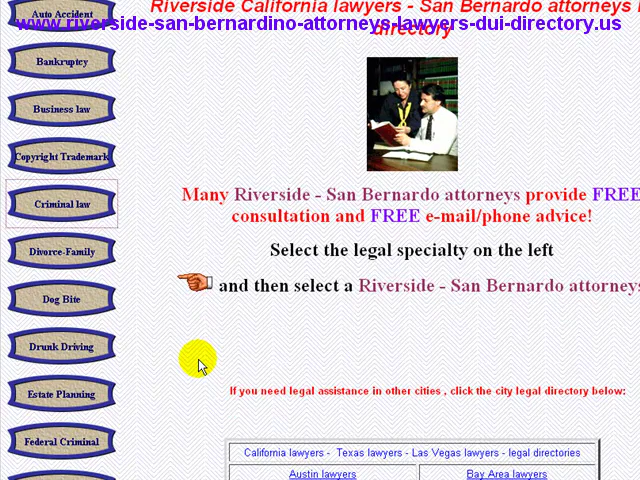 Riverside California lawyers - San Bernardo attorneys
www.riverside-san-bernardino-attorneys-lawyers-dui-directory.us
directory
Auto Accident
Bankruptcy
Business law
Copyright Trademark
Criminal law
Divorce-Family
Dog Bite
Drunk Driving
Estate Planning
Federal Criminal
Many Riverside - San Bernardo attorneys provide FREE
consultation and FREE e-mail/phone advice!
Select the legal specialty on the left
and then select a Riverside - San Bernardo attorneys
If you need legal assistance in other cities , click the city legal directory below:
California lawyers - Texas lawyers - Las Vegas lawyers - legal directories
Austin lawyers
Bay Area lawyers